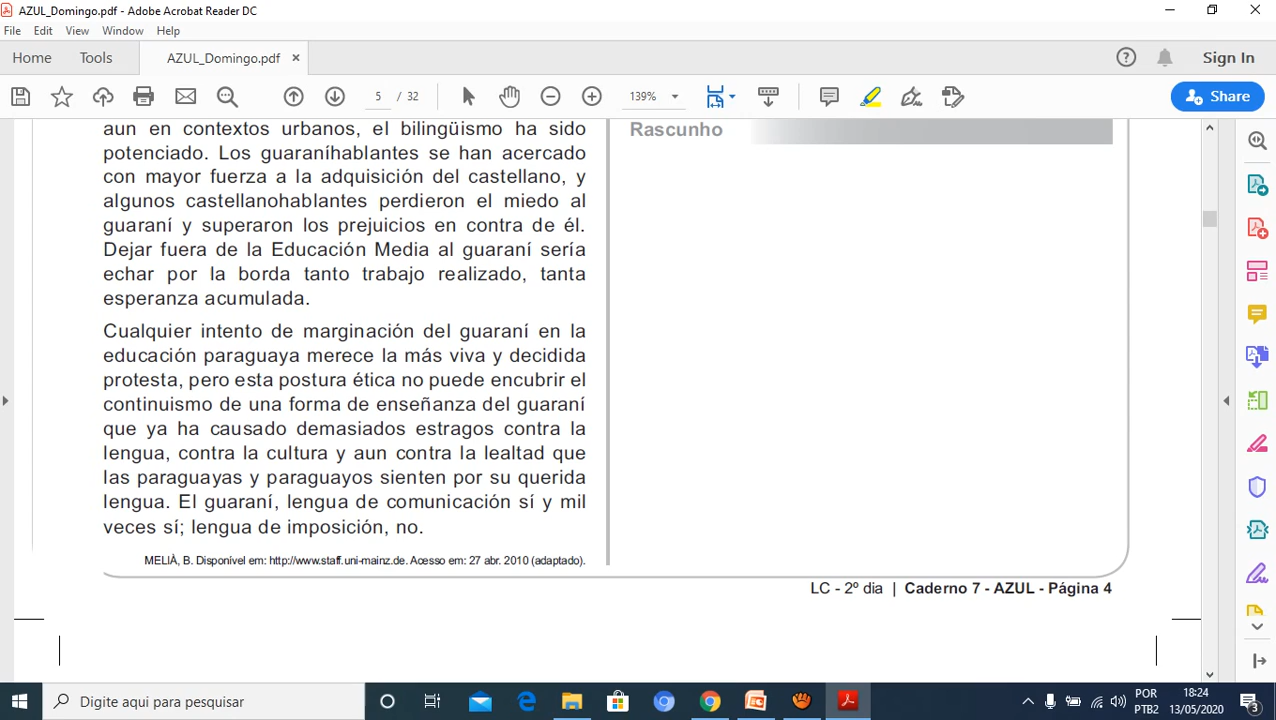 AZUL_Domingo.pdf - Adobe Acrobat Reader DC
File Edit View Window Help
Home Tools AZUL_Domingo.pdf × Sign In
5 / 32 139% Share
aun en contextos urbanos, el bilingüismo ha sido
potenciado. Los guaraníhablantes se han acercado
con mayor fuerza a la adquisición del castellano, y
algunos castellanohablantes perdieron el miedo al
guaraní y superaron los prejuicios en contra de él.
Dejar fuera de la Educación Media al guaraní sería
echar por la borda tanto trabajo realizado, tanta
esperanza acumulada.
Cualquier intento de marginación del guaraní en la
educación paraguaya merece la más viva y decidida
protesta, pero esta postura ética no puede encubrir el
continuismo de una forma de enseñanza del guaraní
que ya ha causado demasiados estragos contra la
lengua, contra la cultura y aun contra la lealtad que
las paraguayas y paraguayos sienten por su querida
lengua. El guaraní, lengua de comunicación sí y mil
veces sí; lengua de imposición, no.
MELIÀ, B. Disponível em: http://www.staff.uni-mainz.de. Acesso em: 27 abr. 2010 (adaptado).
Rascunho
LC - 2º dia | Caderno 7 - AZUL - Página 4
Digite aqui para pesquisar
POR 18:24
PTB2 13/05/2020 3